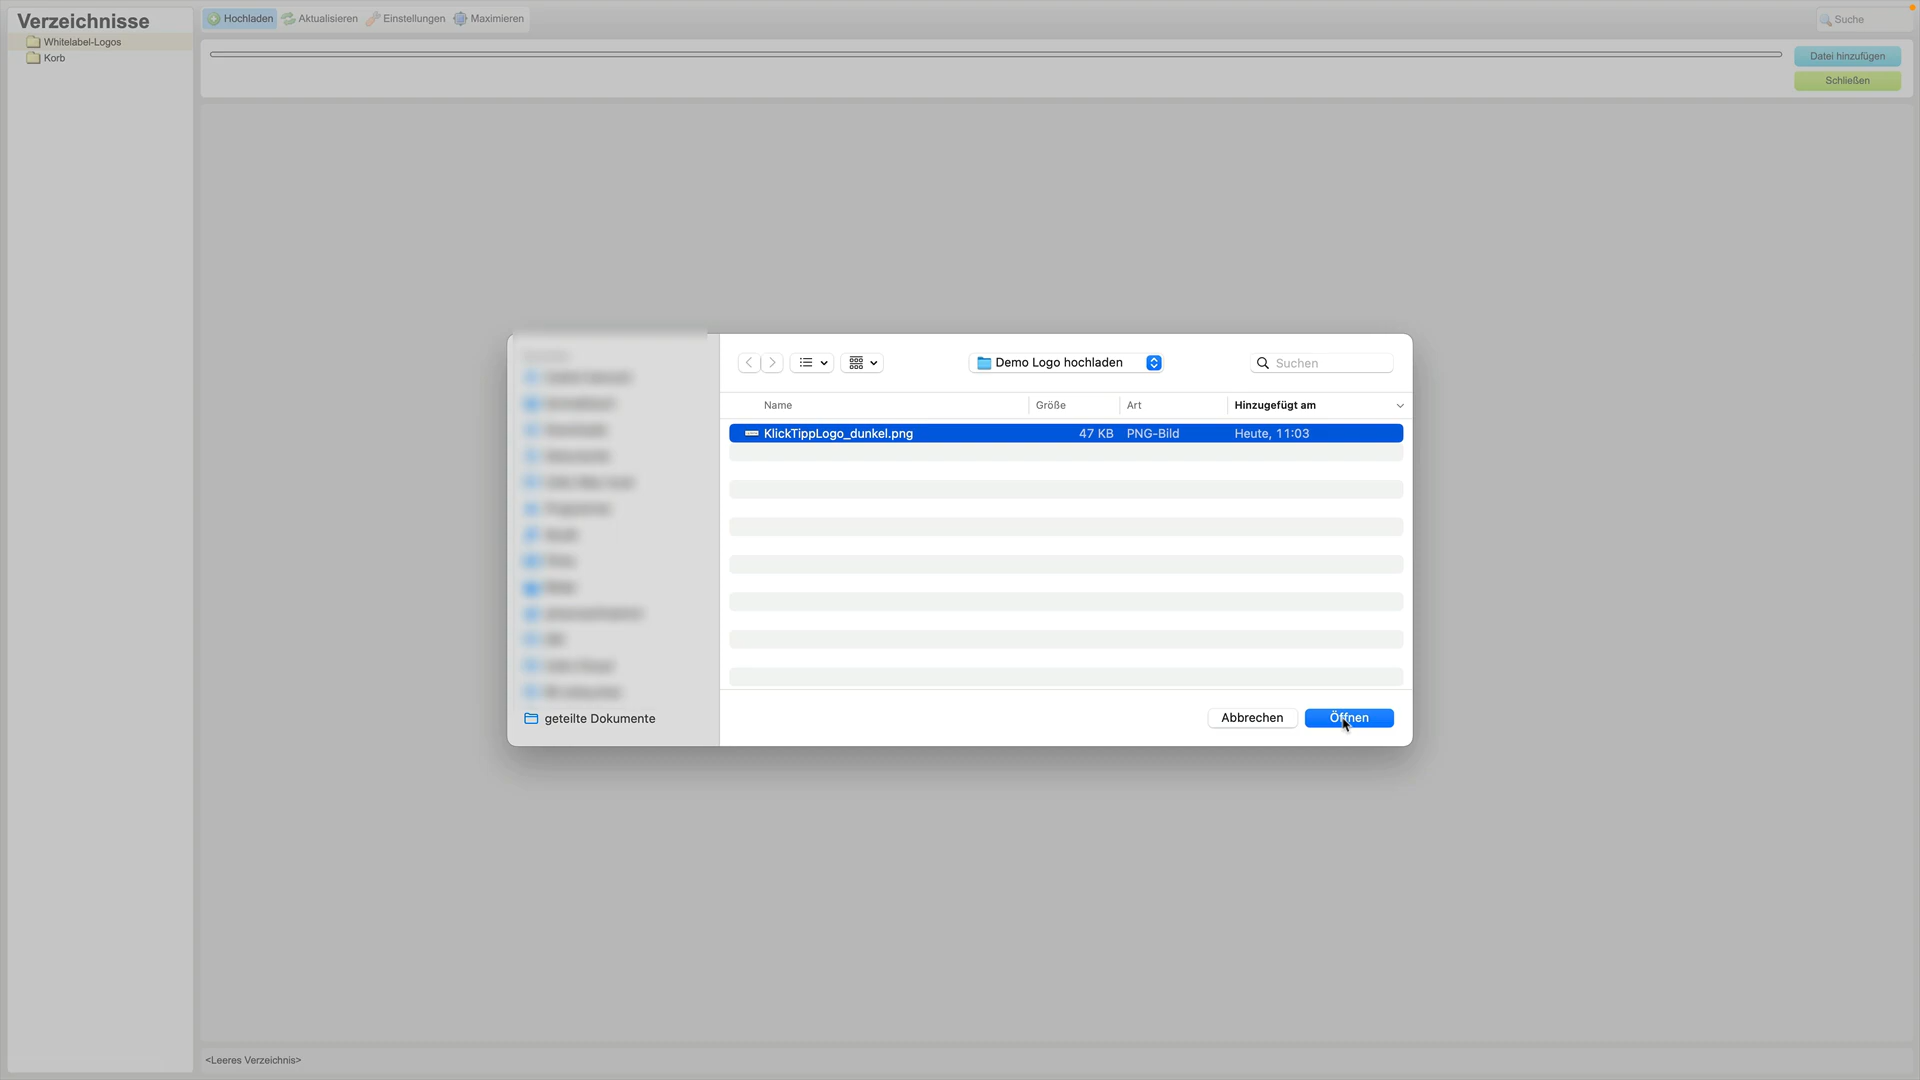 Verzeichnisse
Whitelabel-Logos
Korb
Hochladen Aktualisieren Einstellungen Maximieren
Suche
Datei hinzufügen
Schließen
Demo Logo hochladen
Suchen
Name Größe Art Hinzugefügt am
KlickTippLogo_dunkel.png 47 KB PNG-Bild Heute, 11:03
geteilte Dokumente
Abbrechen Öffnen
<Leeres Verzeichnis>